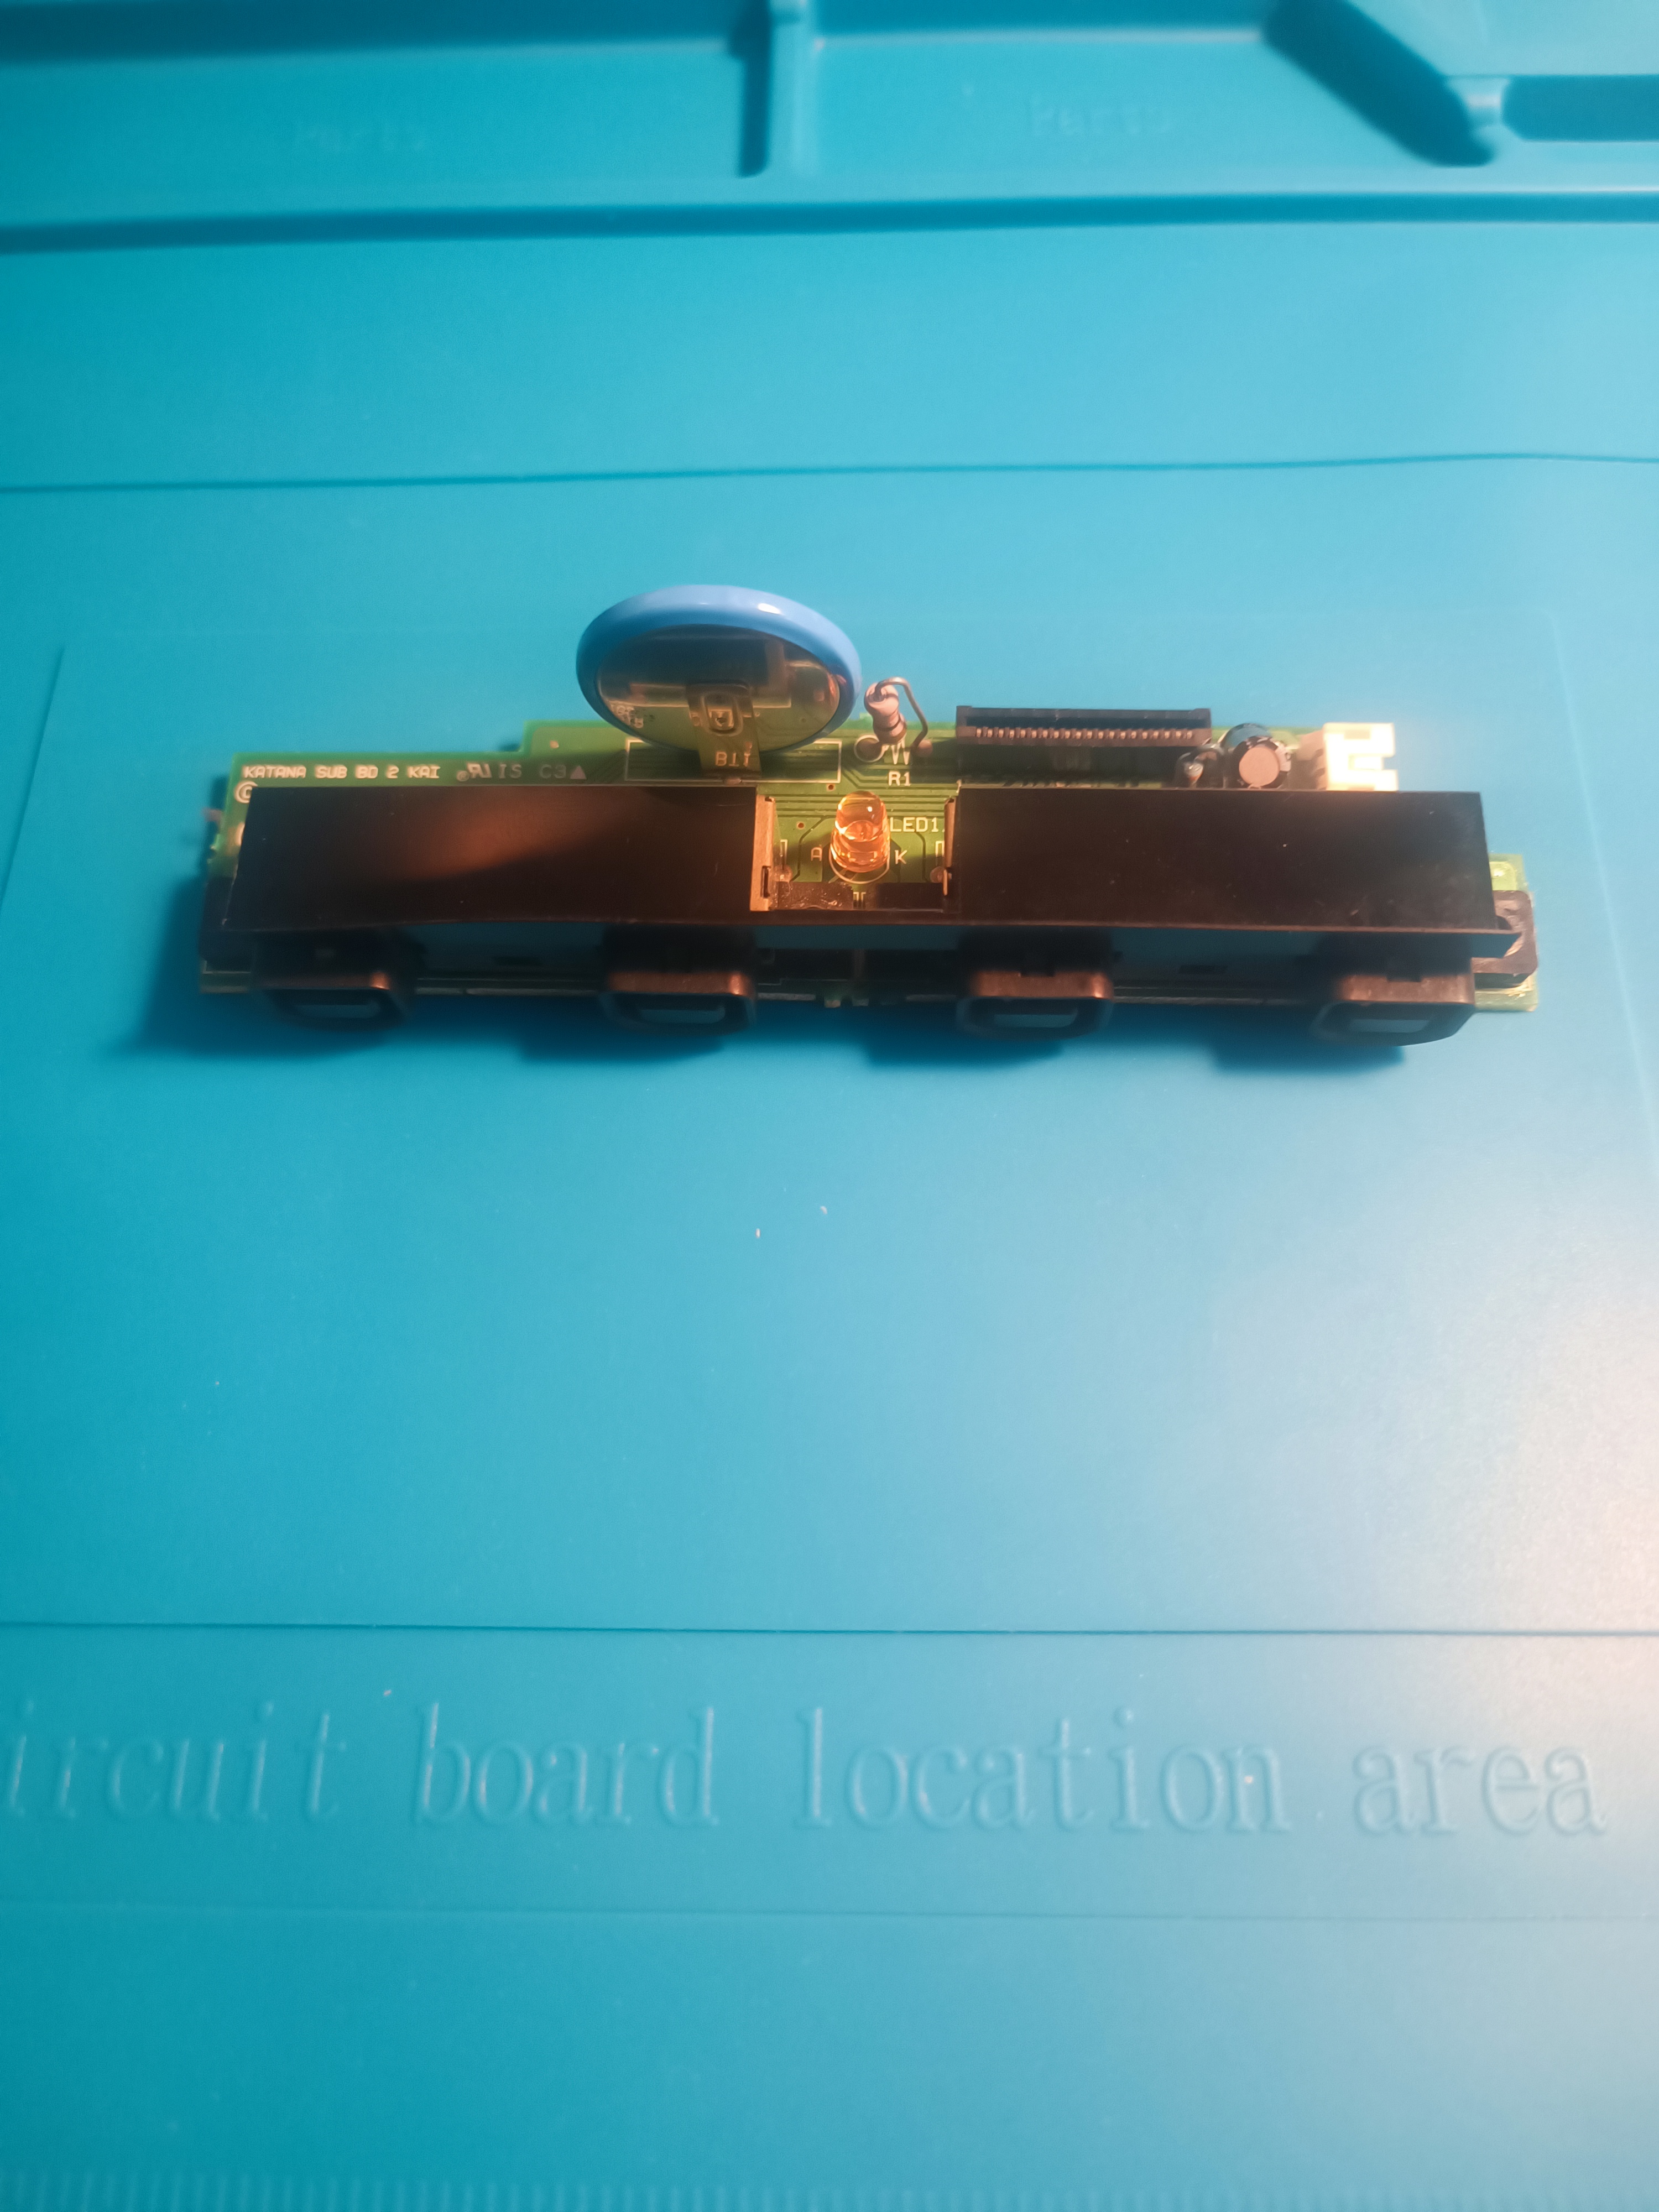 Parts
Parts
BT1
KATANA SUB BD 2 KAI
IS C3▲
R1
©
LED1
A
K
ircuit board location area